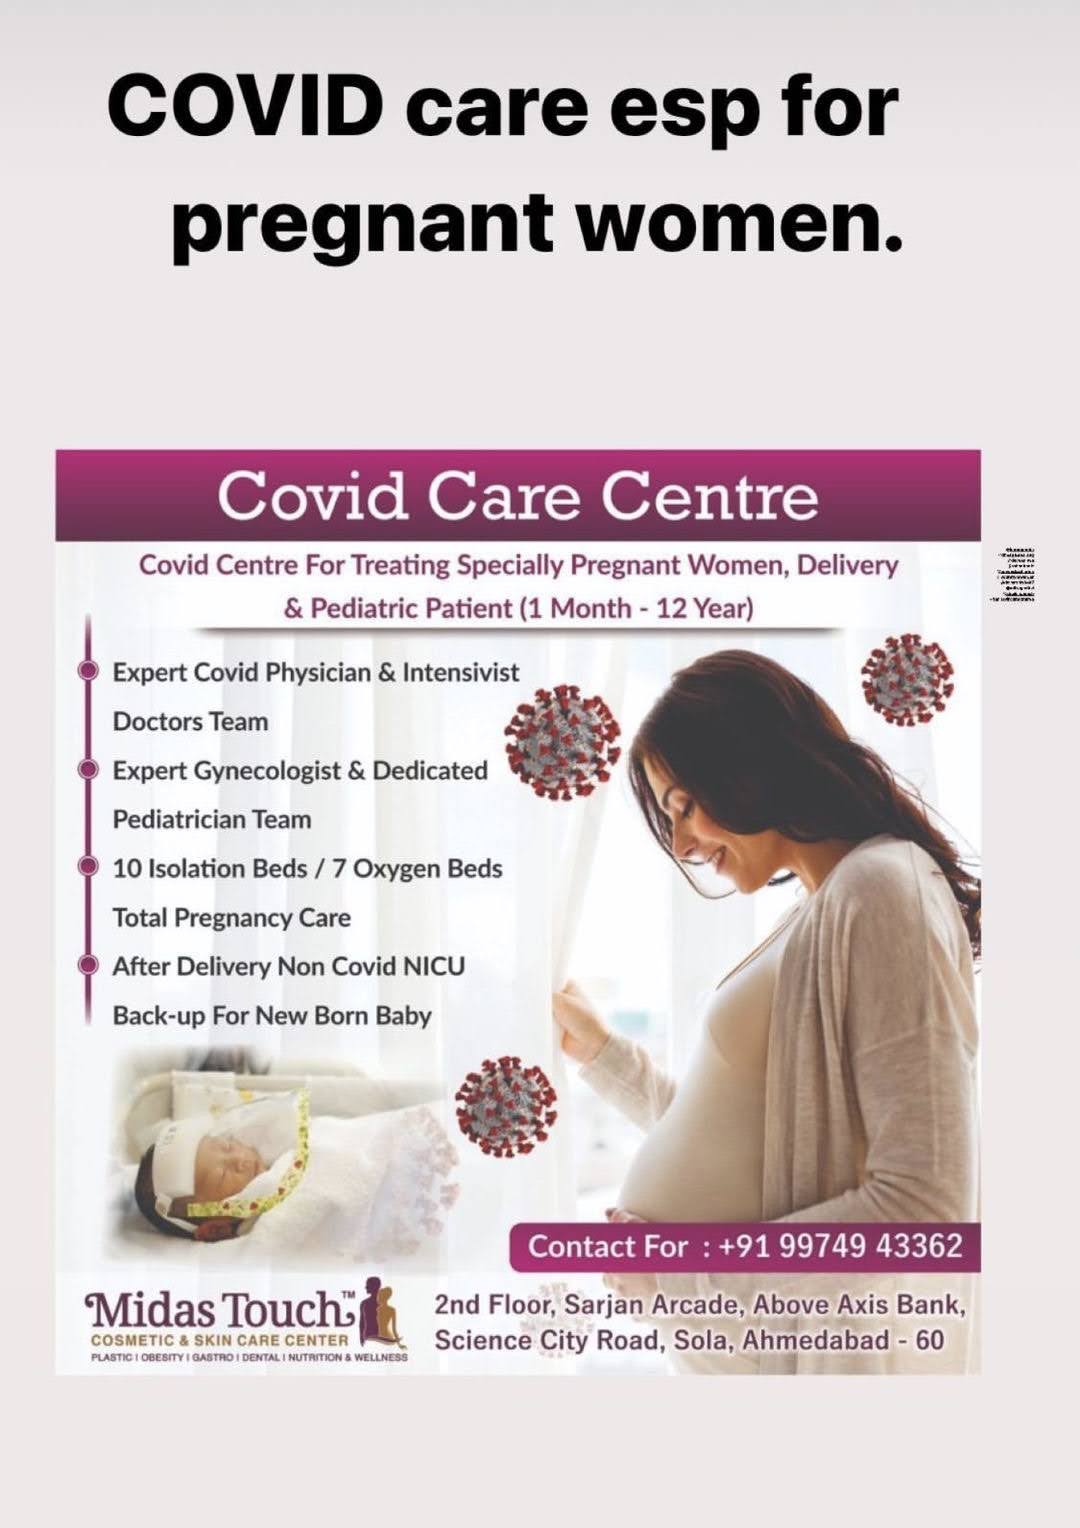 COVID care esp for
pregnant women.
Covid Care Centre
Covid Centre For Treating Specially Pregnant Women, Delivery
& Pediatric Patient (1 Month - 12 Year)
Expert Covid Physician & Intensivist
Doctors Team
Expert Gynecologist & Dedicated
Pediatrician Team
10 Isolation Beds / 7 Oxygen Beds
Total Pregnancy Care
After Delivery Non Covid NICU
Back-up For New Born Baby
Contact For : +91 99749 43362
Midas Touch™
COSMETIC & SKIN CARE CENTER
PLASTIC I OBESITY I GASTRO I DENTAL I NUTRITION & WELLNESS
2nd Floor, Sarjan Arcade, Above Axis Bank,
Science City Road, Sola, Ahmedabad - 60